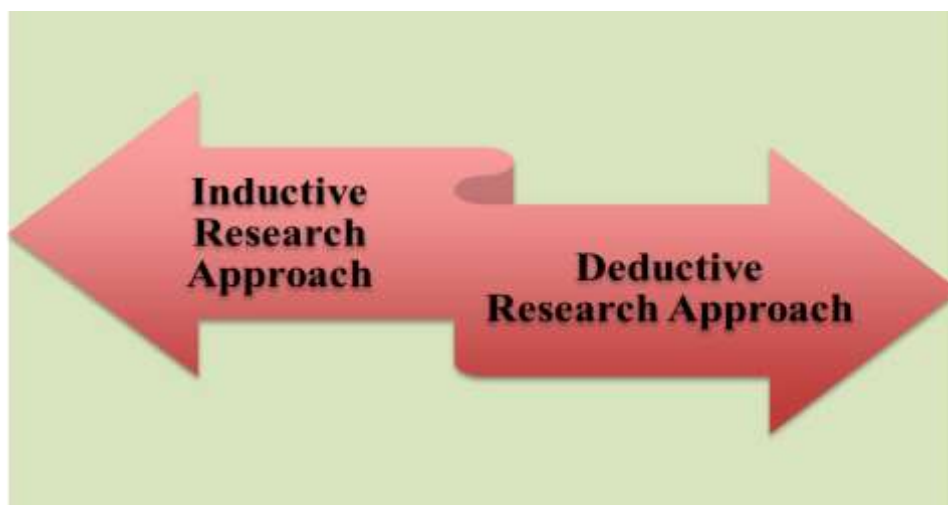 Inductive
Research
Approach
Deductive
Research Approach